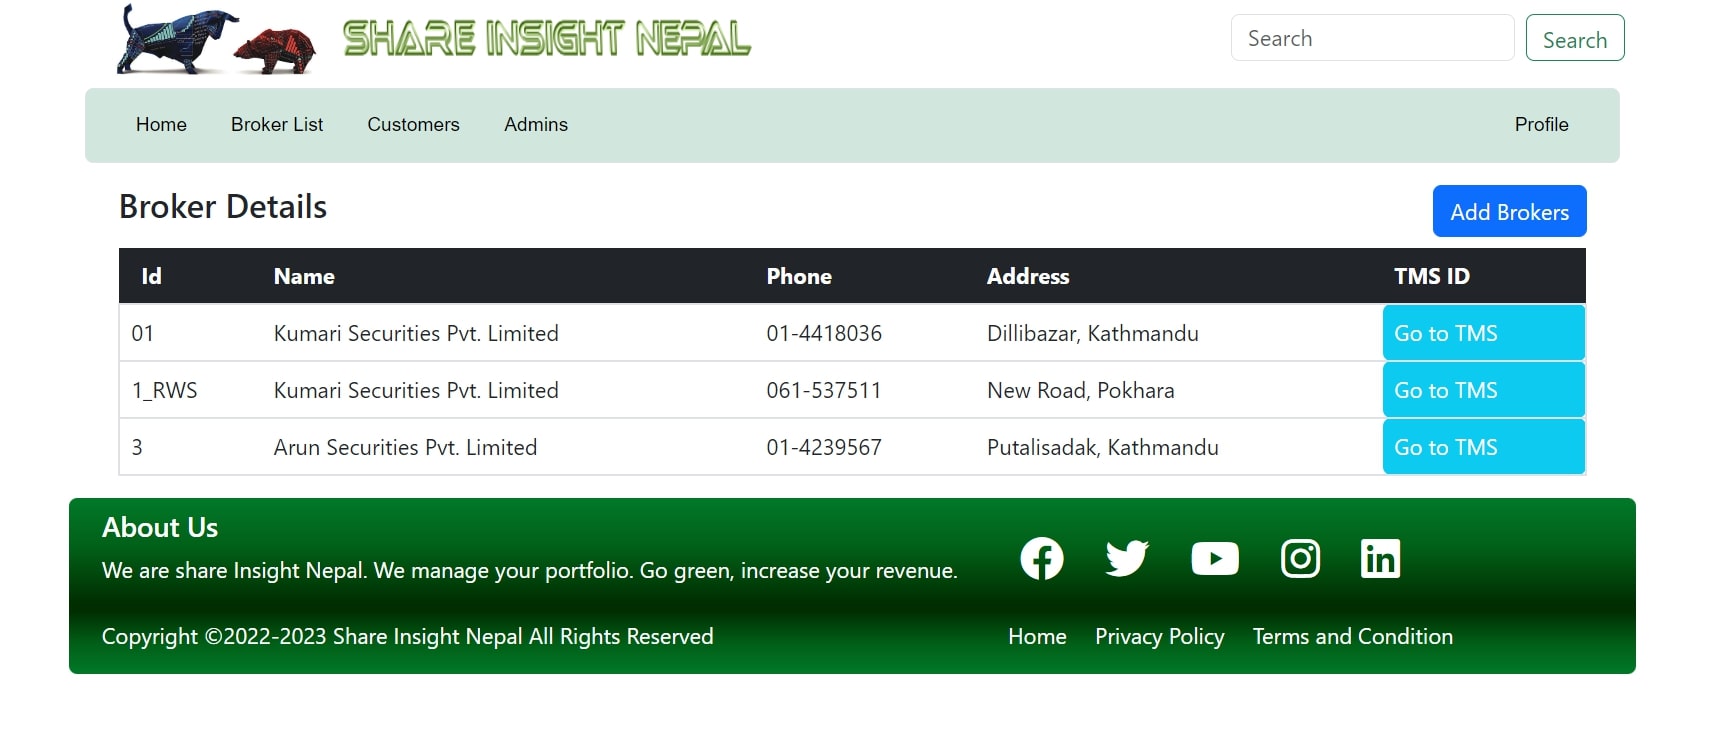 SHARE INSIGHT NEPAL
Search Search
Home Broker List Customers Admins Profile
Broker Details Add Brokers
Id Name Phone Address TMS ID
01 Kumari Securities Pvt. Limited 01-4418036 Dillibazar, Kathmandu Go to TMS
1_RWS Kumari Securities Pvt. Limited 061-537511 New Road, Pokhara Go to TMS
3 Arun Securities Pvt. Limited 01-4239567 Putalisadak, Kathmandu Go to TMS
About Us
We are share Insight Nepal. We manage your portfolio. Go green, increase your revenue.
Copyright ©2022-2023 Share Insight Nepal All Rights Reserved Home Privacy Policy Terms and Condition